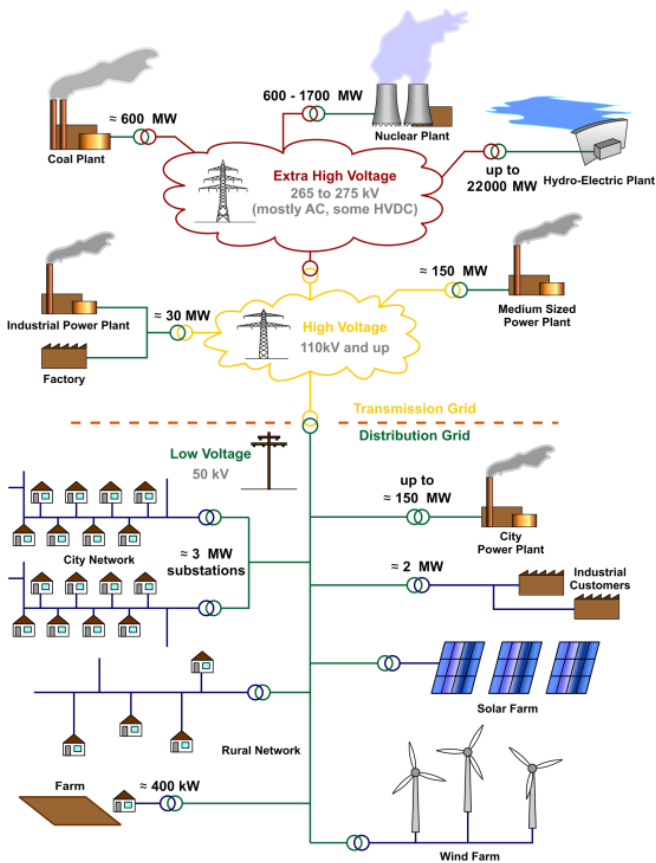 600 - 1700 MW
≈ 600 MW
Nuclear Plant
Coal Plant
Extra High Voltage
265 to 275 kV
(mostly AC, some HVDC)
up to
22000 MW
Hydro-Electric Plant
≈ 150 MW
Medium Sized
Power Plant
Industrial Power Plant
≈ 30 MW
Factory
High Voltage
110kV and up
Transmission Grid
Distribution Grid
Low Voltage
50 kV
up to
≈ 150 MW
City
Power Plant
City Network
≈ 3 MW
substations
≈ 2 MW
Industrial
Customers
Solar Farm
Rural Network
Farm
≈ 400 kW
Wind Farm